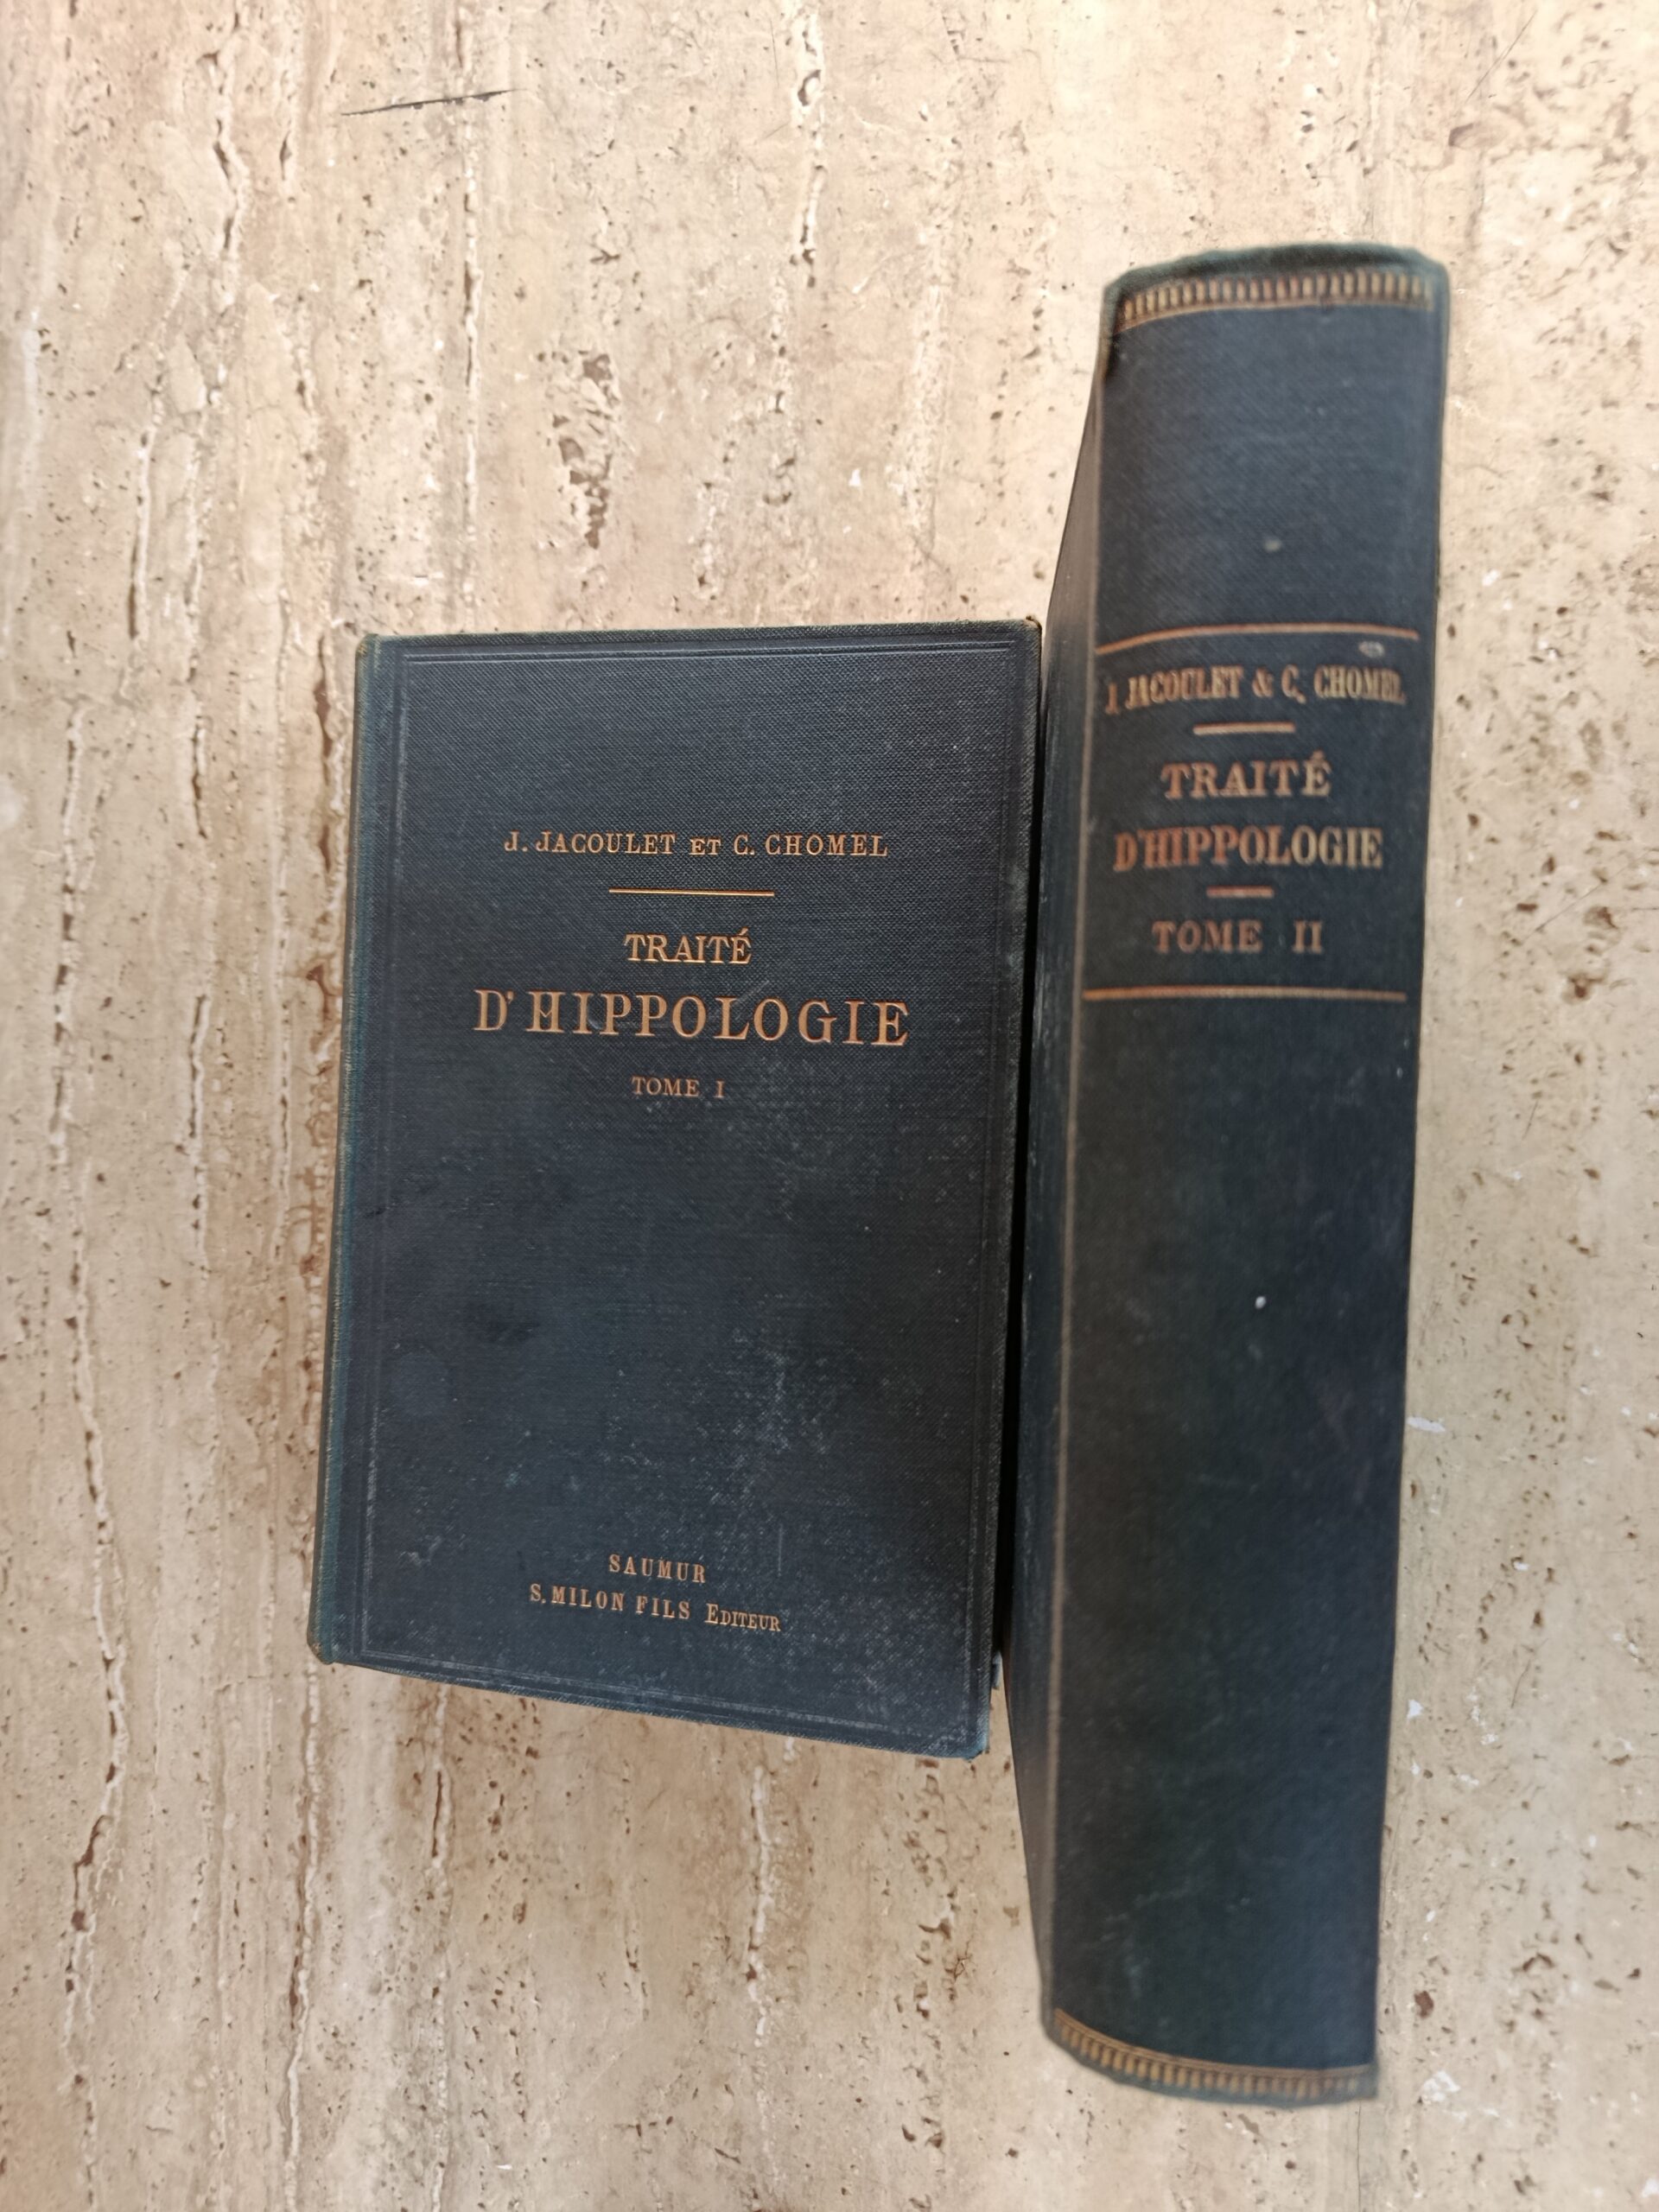 J. JACOULET ET C. CHOMEL
TRAITÉ
D'HIPPOLOGIE
TOME I
SAUMUR
S. MILON FILS EDITEUR
J. JACOULET & C. CHOMEL
TRAITÉ
D'HIPPOLOGIE
TOME II